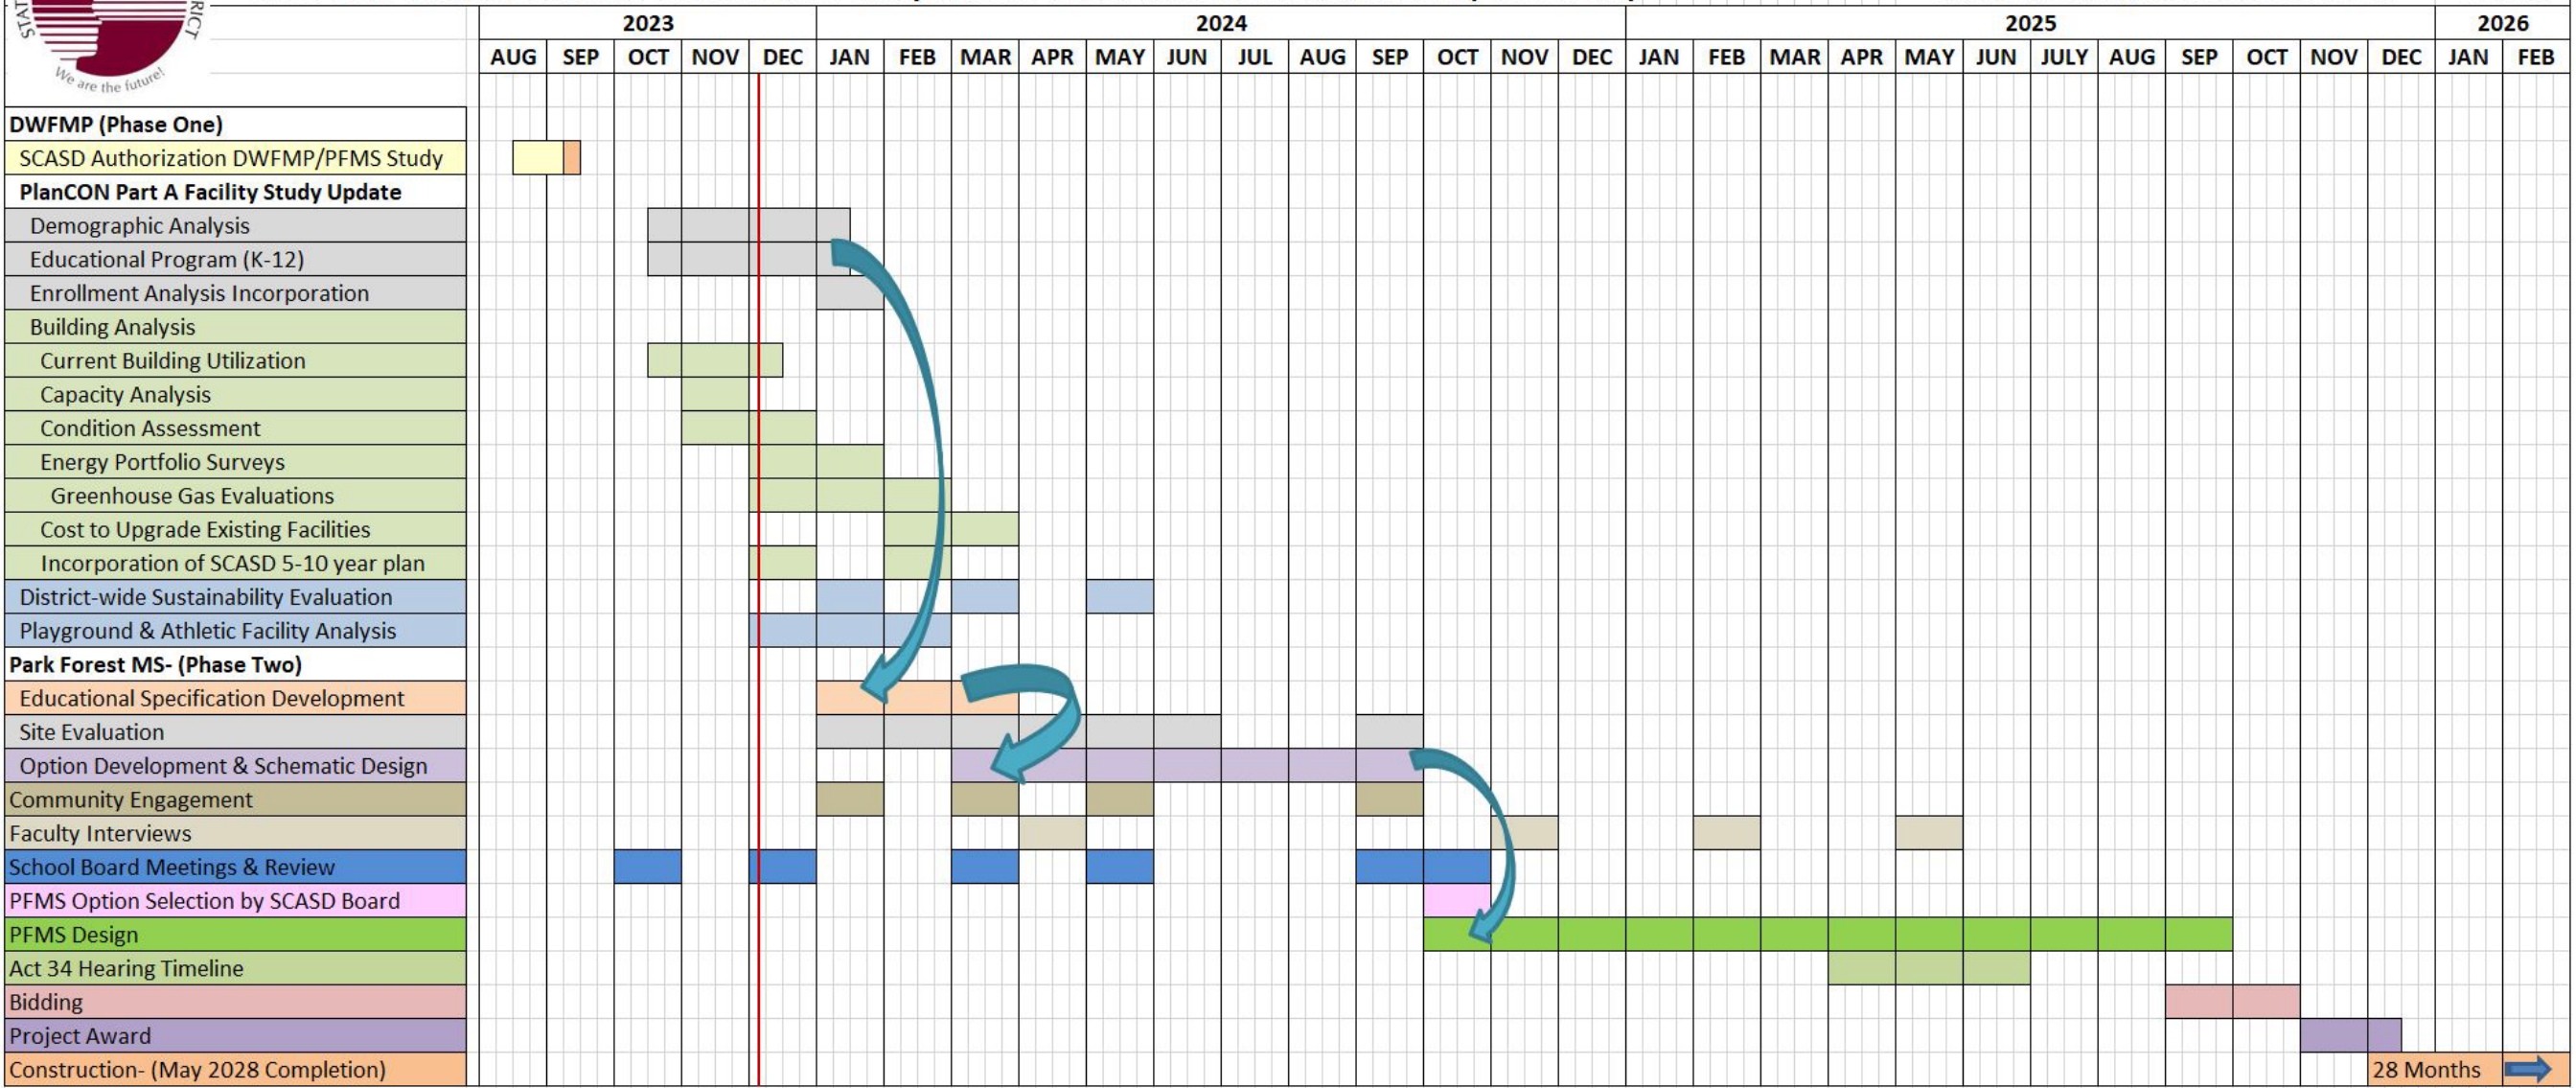 STAT
RICT
We are the future!
2023 2024 2025 2026
AUG SEP OCT NOV DEC JAN FEB MAR APR MAY JUN JUL AUG SEP OCT NOV DEC JAN FEB MAR APR MAY JUN JULY AUG SEP OCT NOV DEC JAN FEB
DWFMP (Phase One)
SCASD Authorization DWFMP/PFMS Study
PlanCON Part A Facility Study Update
Demographic Analysis
Educational Program (K-12)
Enrollment Analysis Incorporation
Building Analysis
Current Building Utilization
Capacity Analysis
Condition Assessment
Energy Portfolio Surveys
Greenhouse Gas Evaluations
Cost to Upgrade Existing Facilities
Incorporation of SCASD 5-10 year plan
District-wide Sustainability Evaluation
Playground & Athletic Facility Analysis
Park Forest MS- (Phase Two)
Educational Specification Development
Site Evaluation
Option Development & Schematic Design
Community Engagement
Faculty Interviews
School Board Meetings & Review
PFMS Option Selection by SCASD Board
PFMS Design
Act 34 Hearing Timeline
Bidding
Project Award
Construction- (May 2028 Completion) 28 Months